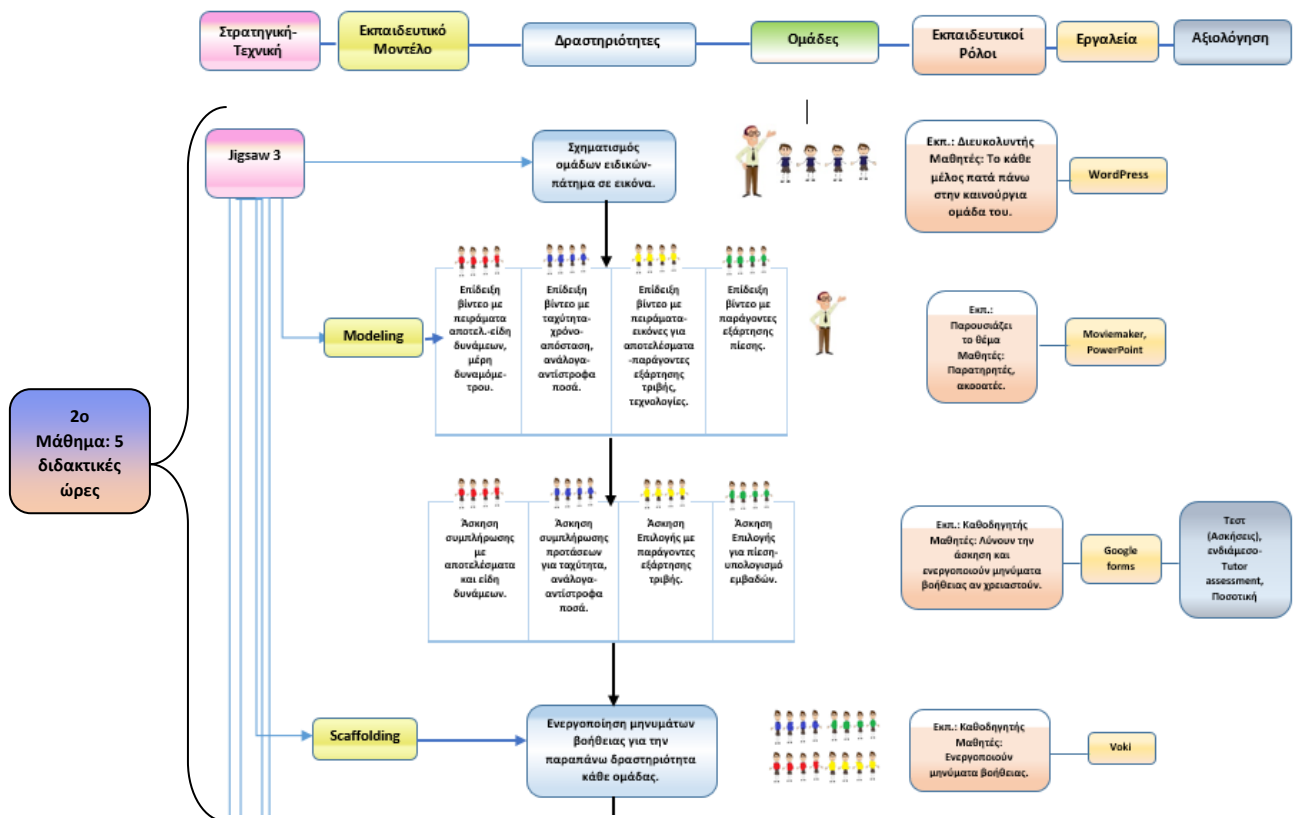 Στρατηγική-
Τεχνική
Εκπαιδευτικό
Μοντέλο
Δραστηριότητες
Ομάδες
Εκπαιδευτικοί
Ρόλοι
Εργαλεία
Αξιολόγηση
Jigsaw 3
Σχηματισμός
ομάδων ειδικών-
πάτημα σε εικόνα.
Εκπ.: Διευκολυντής
Μαθητές: Το κάθε
μέλος πατά πάνω
στην καινούργια
ομάδα του.
WordPress
2ο
Μάθημα: 5
διδακτικές
ώρες
Modeling
Επίδειξη
βίντεο με
πειράματα
αποτελ.-είδη
δυνάμεων,
μέρη
δυναμόμε-
τρου.
Επίδειξη
βίντεο με
ταχύτητα-
χρόνο-
απόσταση,
ανάλογα-
αντίστροφα
ποσά.
Επίδειξη
βίντεο με
πειράματα-
εικόνες για
αποτελέσματα
-παράγοντες
εξάρτησης
τριβής,
τεχνολογίες.
Επίδειξη
βίντεο με
παράγοντες
εξάρτησης
πίεσης.
Εκπ.:
Παρουσιάζει
το θέμα
Μαθητές:
Παρατηρητές,
ακροατές.
Moviemaker,
PowerPoint
Άσκηση
συμπλήρωσης
με
αποτελέσματα
και είδη
δυνάμεων.
Άσκηση
συμπλήρωσης
προτάσεων
για ταχύτητα,
ανάλογα-
αντίστροφα
ποσά.
Άσκηση
Επιλογής με
παράγοντες
εξάρτησης
τριβής.
Άσκηση
Επιλογής
για πίεση-
υπολογισμό
εμβαδών.
Εκπ.: Καθοδηγητής
Μαθητές: Λύνουν την
άσκηση και
ενεργοποιούν μηνύματα
βοήθειας αν χρειαστούν.
Google
forms
Τεστ
(Ασκήσεις),
ενδιάμεσο-
Tutor
assessment,
Ποσοτική
Scaffolding
Ενεργοποίηση μηνυμάτων
βοήθειας για την
παραπάνω δραστηριότητα
κάθε ομάδας.
Εκπ.: Καθοδηγητής
Μαθητές:
Ενεργοποιούν
μηνύματα βοήθειας.
Voki